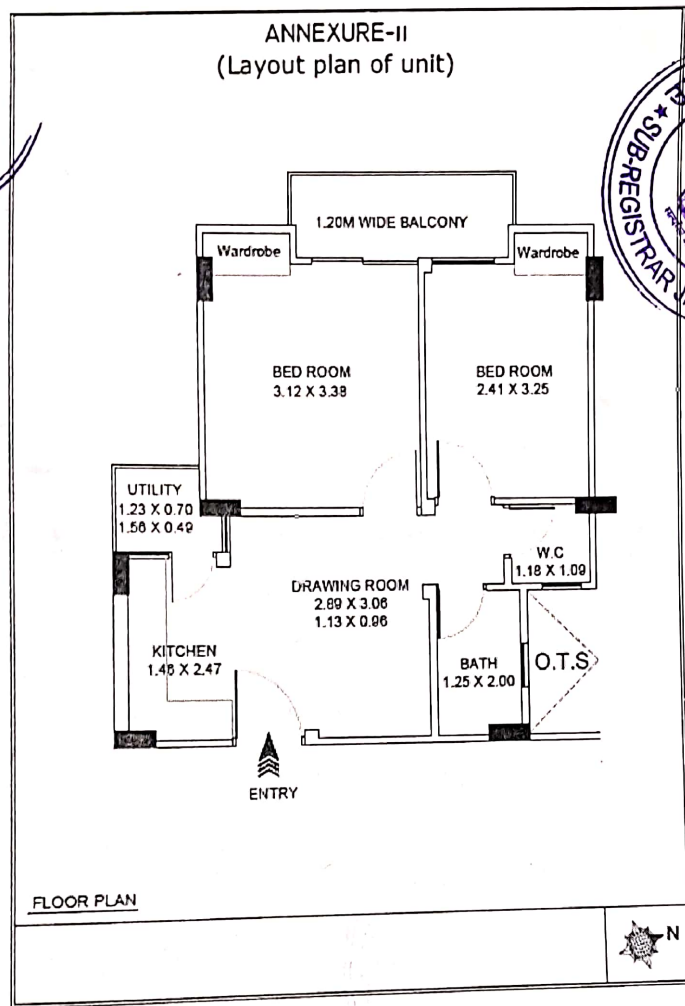 ANNEXURE-II
(Layout plan of unit)
★ SUB-REGISTRAR
1.20M WIDE BALCONY
Wardrobe
Wardrobe
BED ROOM
3.12 X 3.38
BED ROOM
2.41 X 3.25
UTILITY
1.23 X 0.70
1.56 X 0.49
W.C
1.18 X 1.09
DRAWING ROOM
2.89 X 3.06
1.13 X 0.96
KITCHEN
1.46 X 2.47
BATH
1.25 X 2.00
O.T.S
ENTRY
FLOOR PLAN
N